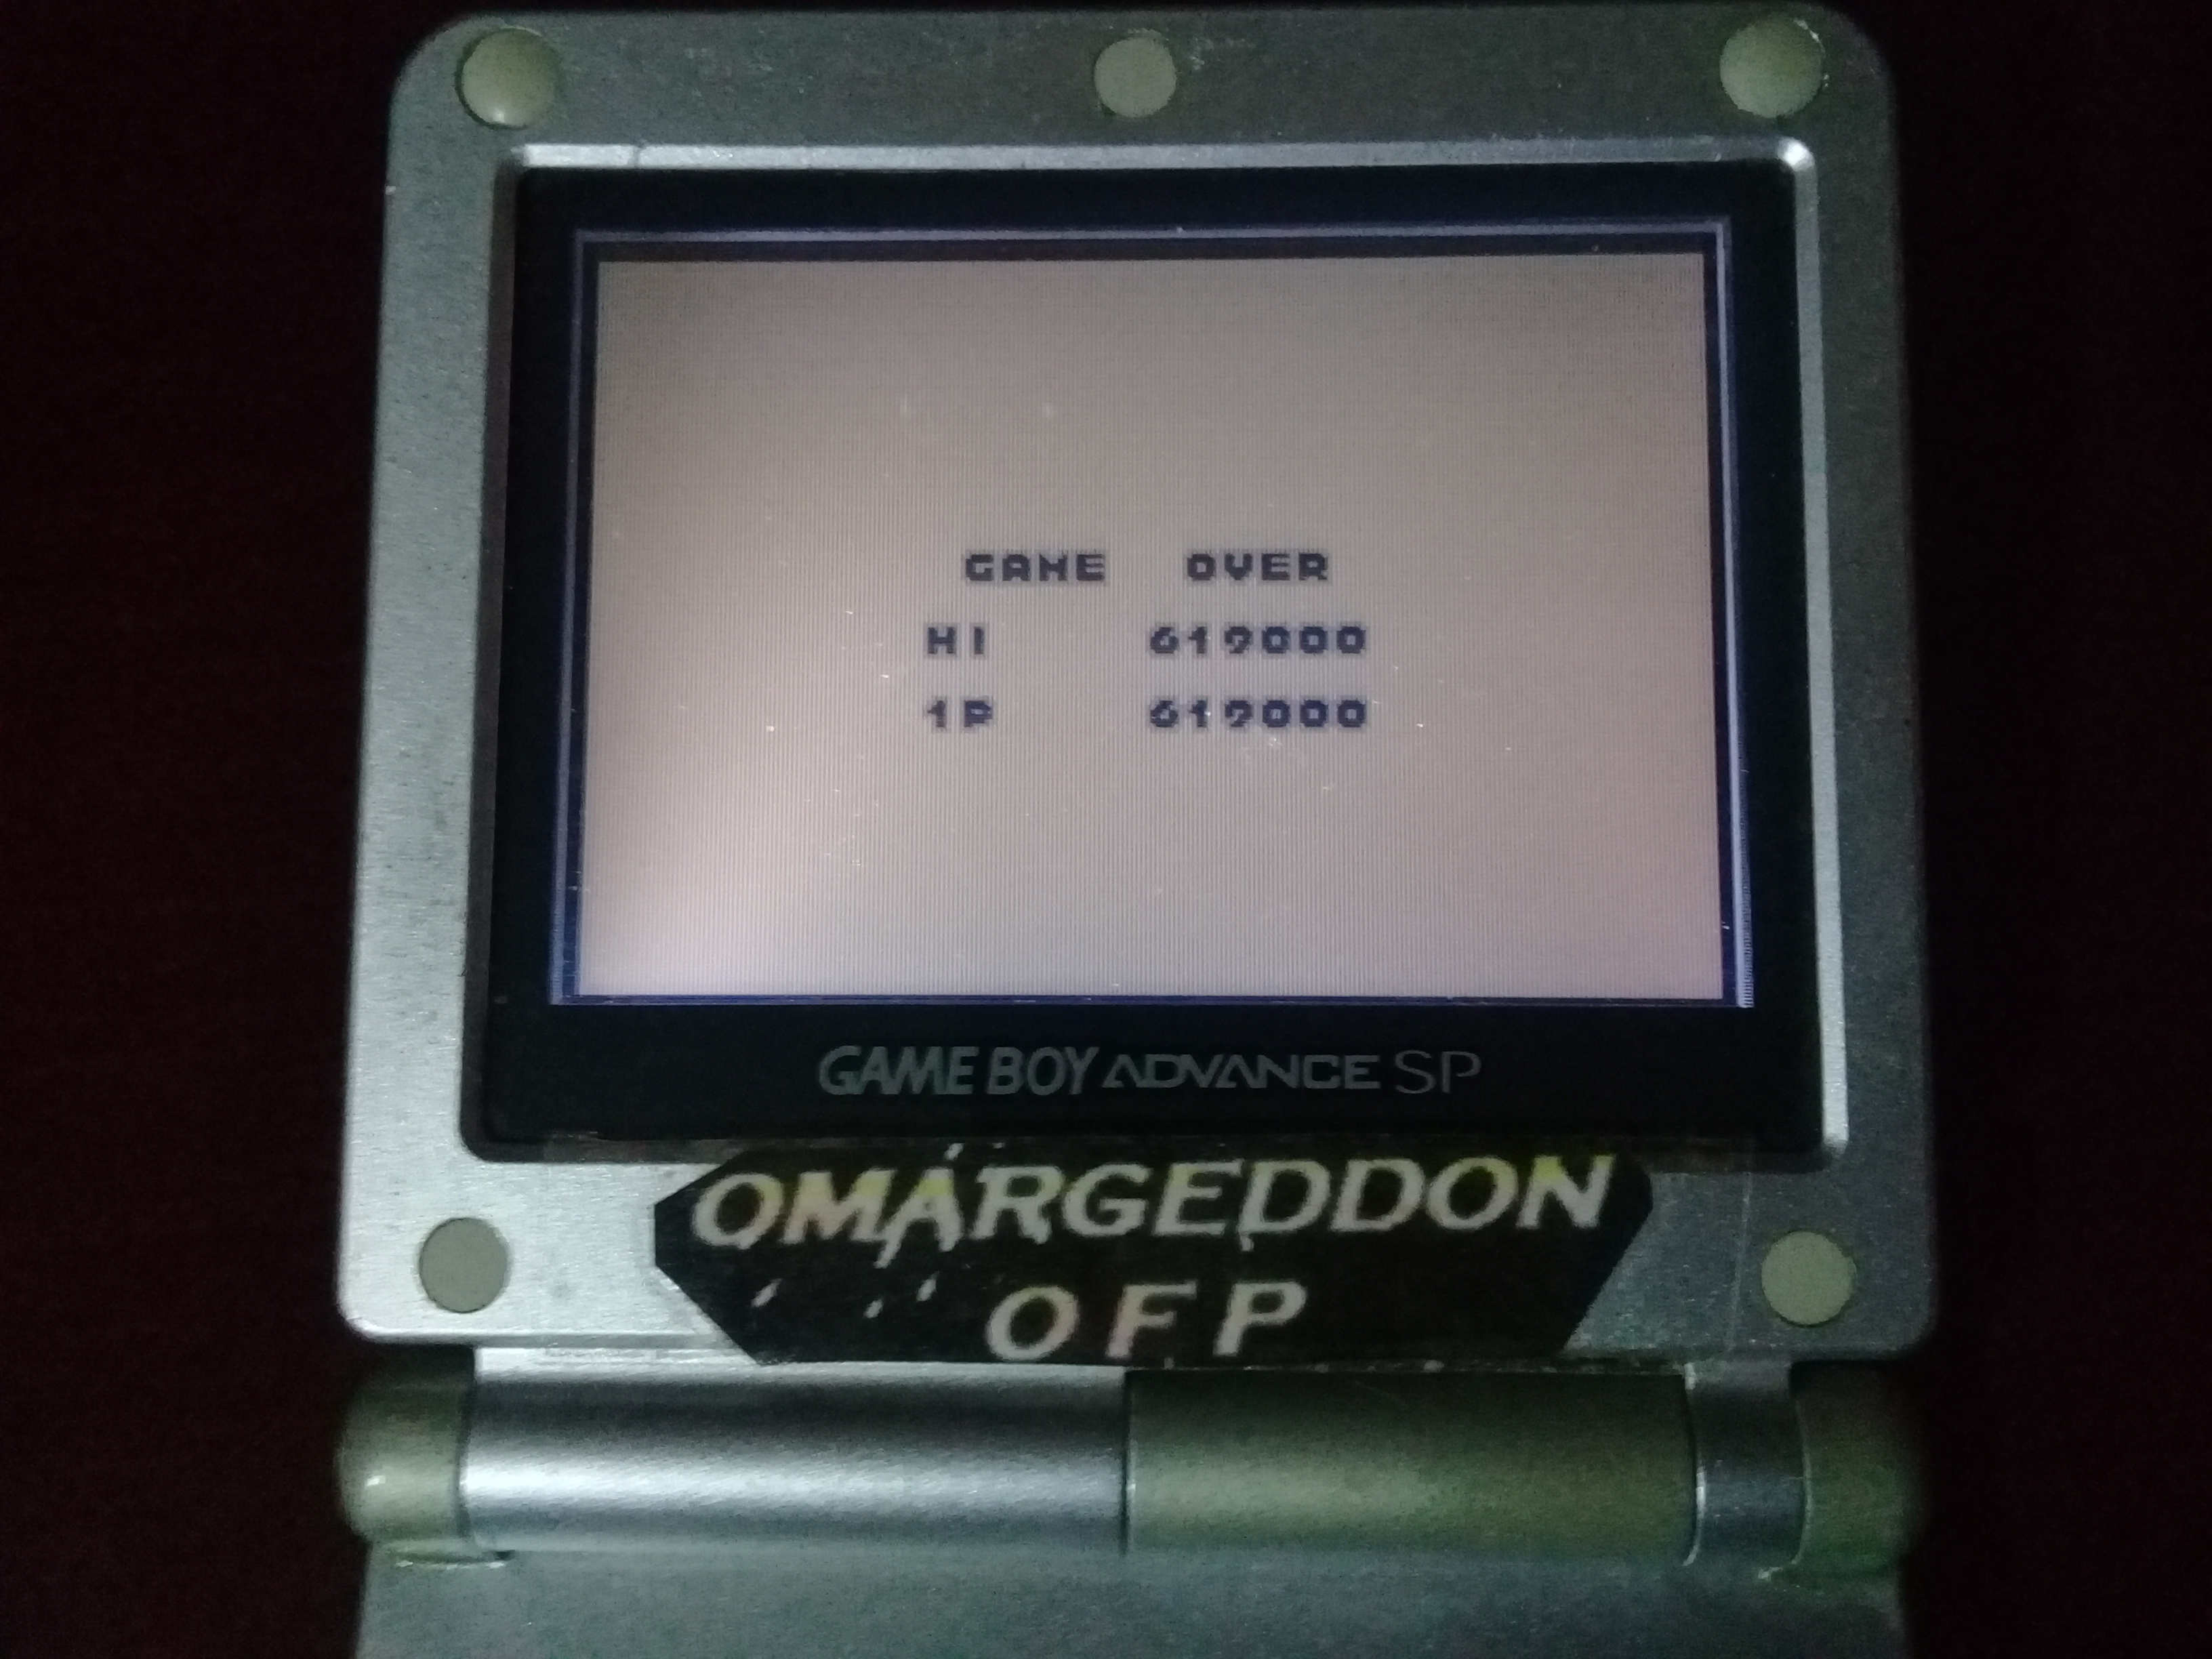 GAME OVER
HI 619000
1P 619000
GAME BOY ADVANCE SP
OMARGEDDON
OFP